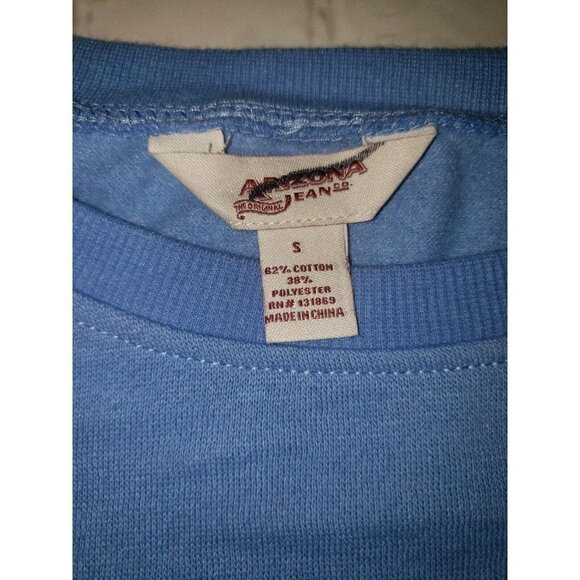 ARIZONA
THE ORIGINAL JEAN CO.
S
62% COTTON
38%
POLYESTER
RN# 131869
MADE IN CHINA